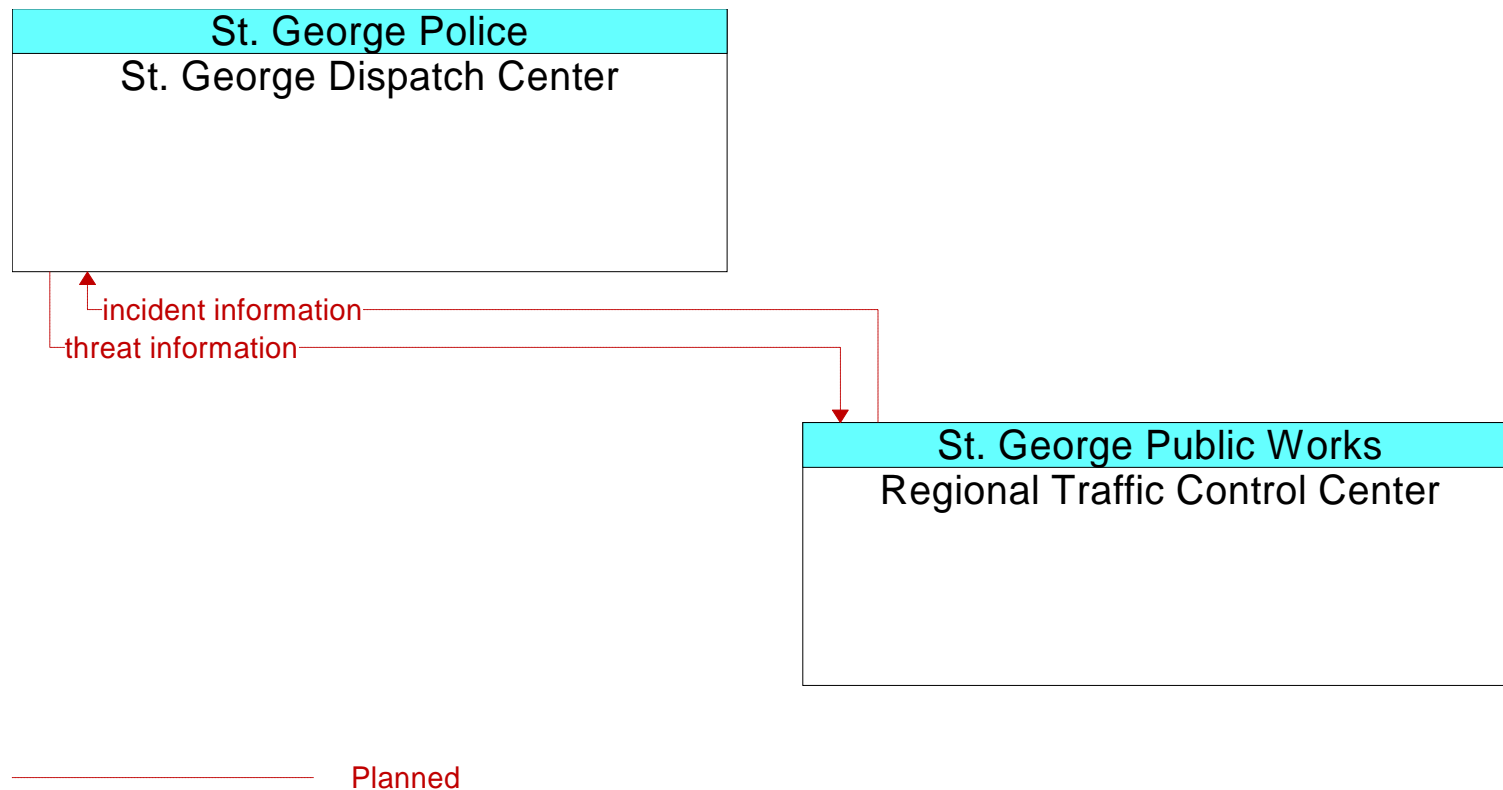 St. George Police
St. George Dispatch Center
incident information
threat information
St. George Public Works
Regional Traffic Control Center
Planned